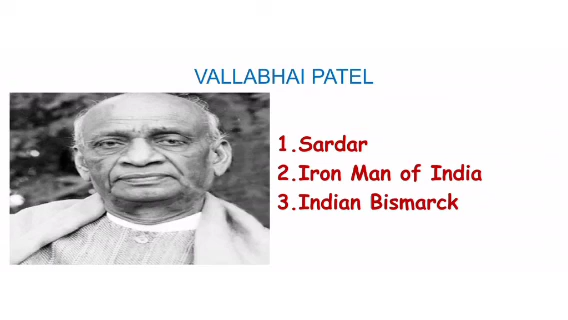 VALLABHAI PATEL
1.Sardar
2.Iron Man of India
3.Indian Bismarck